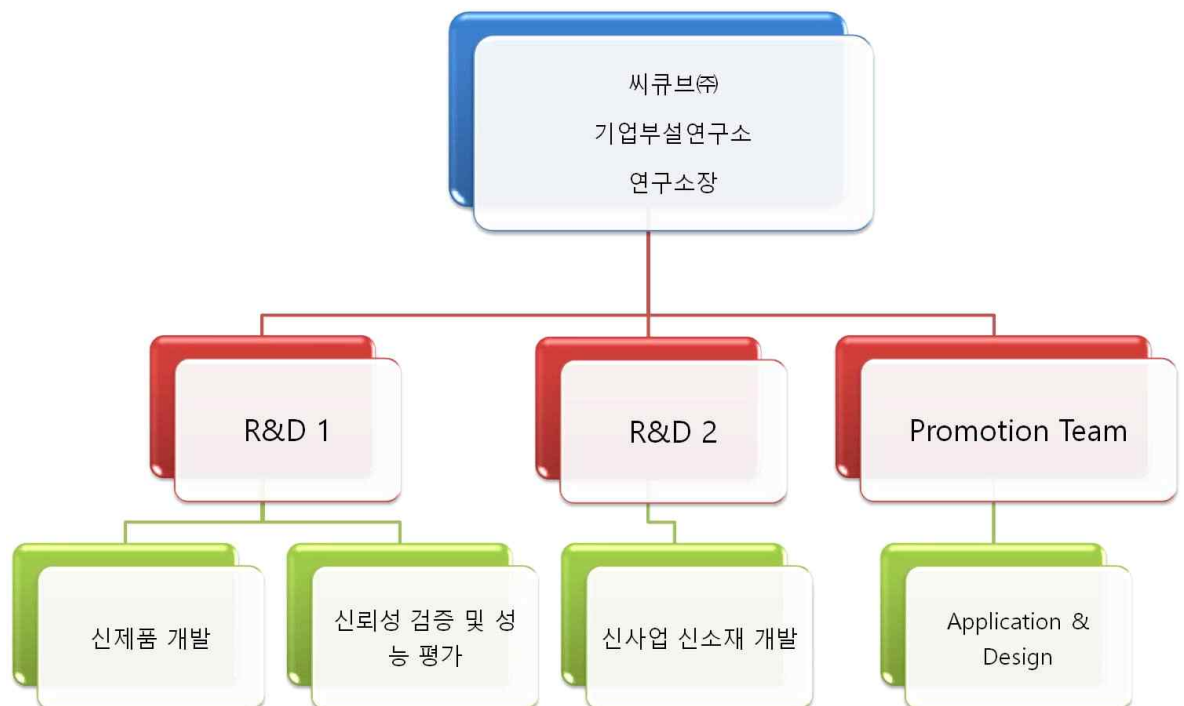 씨큐브㈜
기업부설연구소
연구소장
R&D 1
R&D 2
Promotion Team
신제품 개발
신뢰성 검증 및 성
능 평가
신사업 신소재 개발
Application &
Design